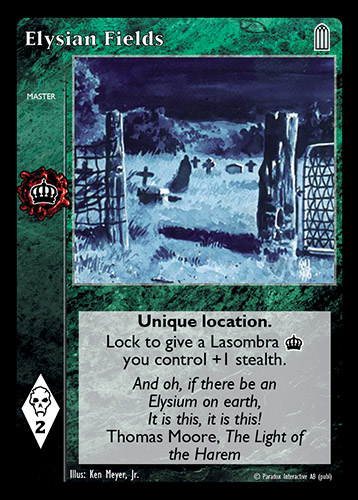 Elysian Fields
MASTER
Unique location.
Lock to give a Lasombra
you control +1 stealth.
And oh, if there be an
Elysium on earth,
It is this, it is this!
Thomas Moore, The Light of
the Harem
2
Illus: Ken Meyer, Jr.
© Paradox Interactive AB (publ)